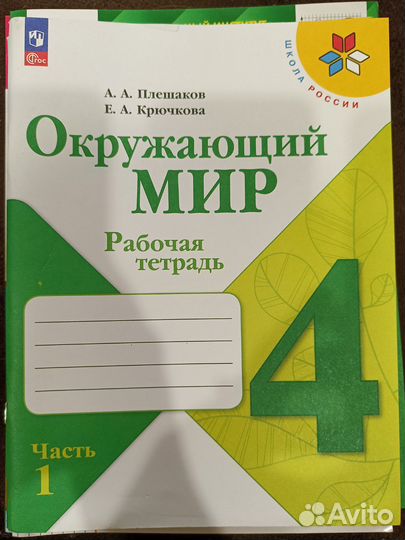 ФГОС
ШКОЛА РОССИИ
А. А. Плешаков
Е. А. Крючкова
Окружающий
МИР
Рабочая
тетрадь
4
Часть
1
Avito